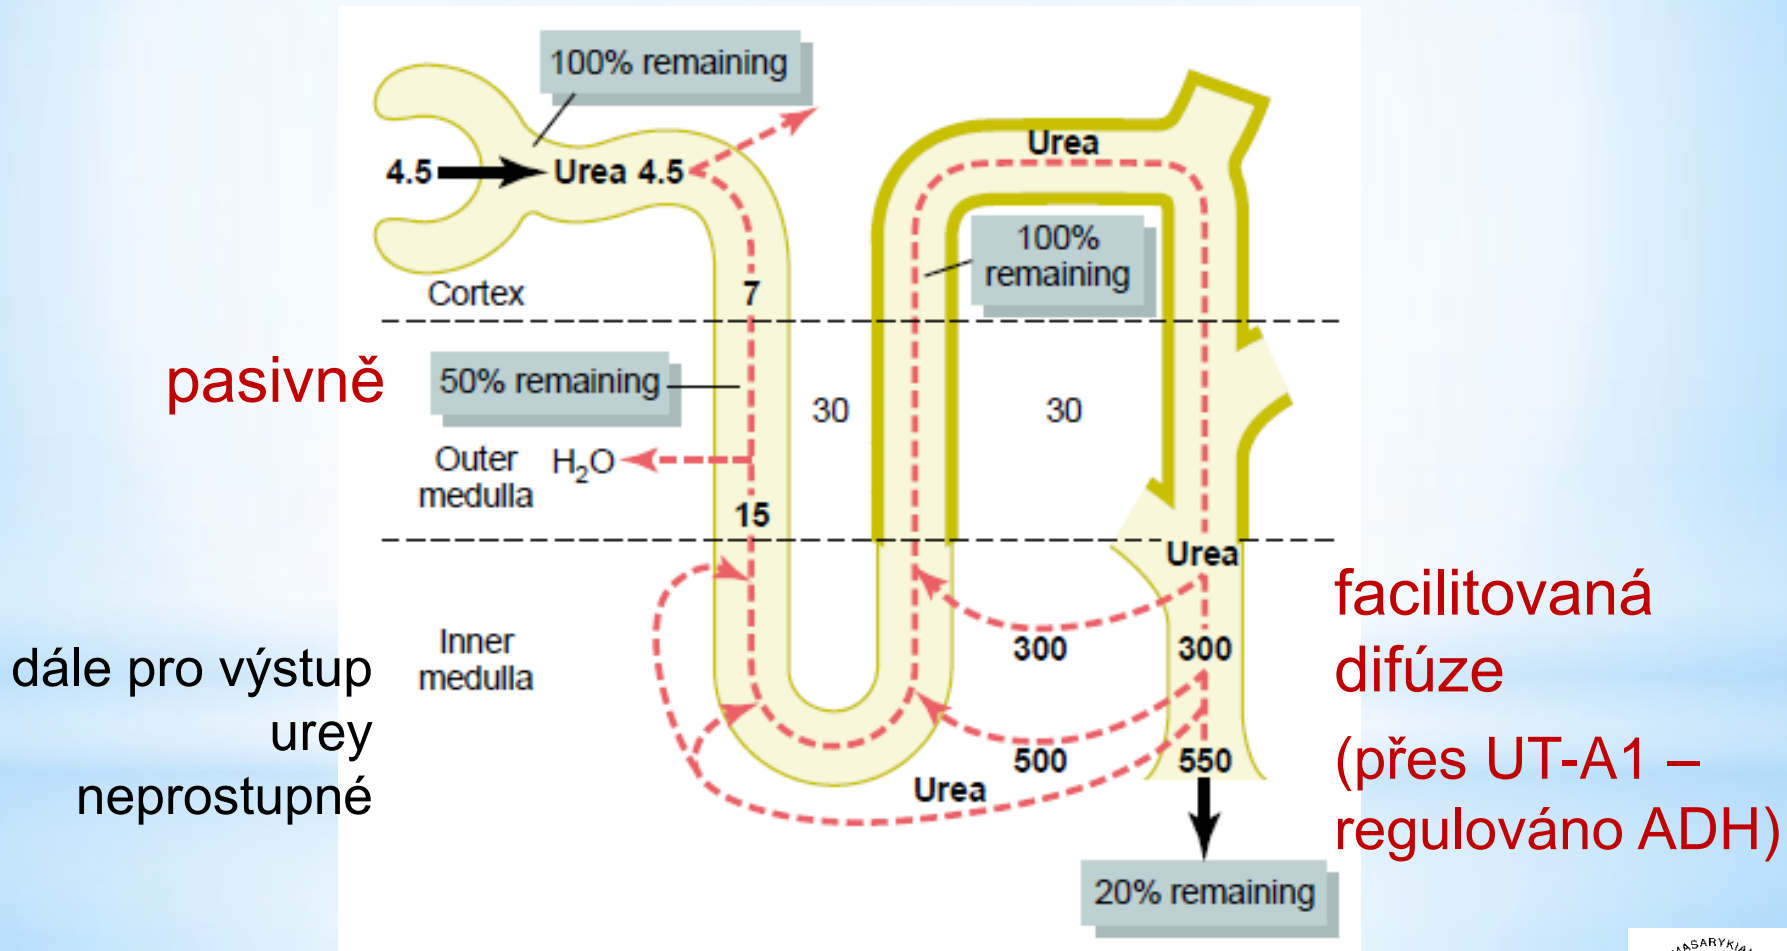 100% remaining
4.5
Urea 4.5
Urea
100%
remaining
Cortex
7
pasivně
50% remaining
30
30
Outer
medulla
H₂O
15
Urea
facilitovaná
difúze
(přes UT-A1 –
regulováno ADH)
Inner
medulla
dále pro výstup
urey
neprostupné
300
300
500
550
Urea
20% remaining